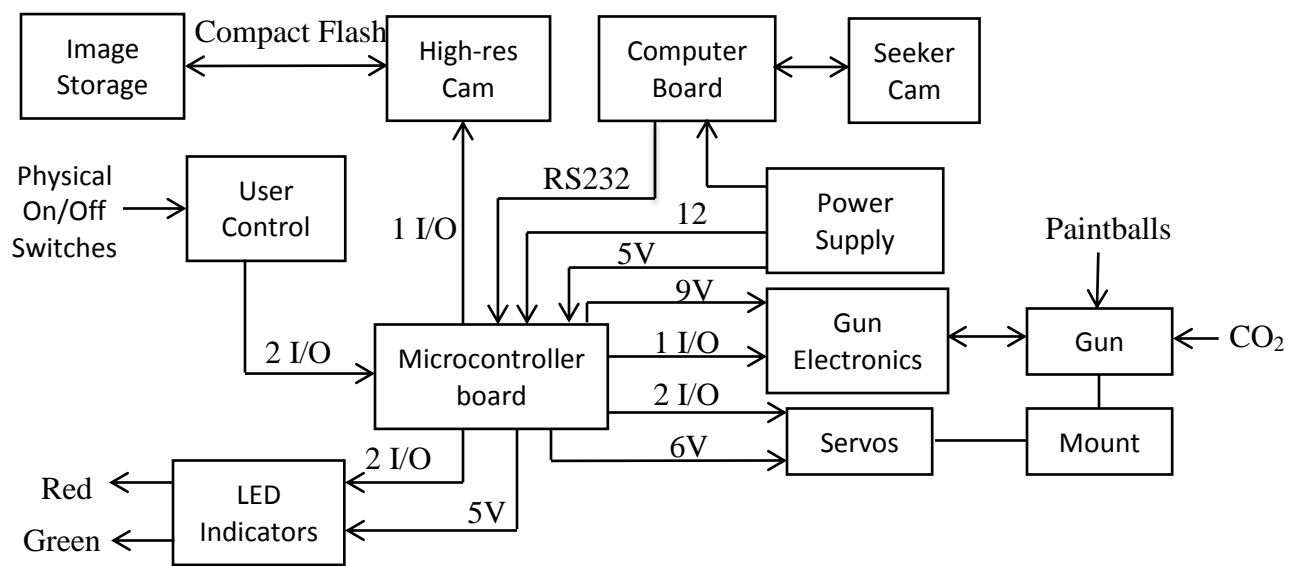 Image
Storage
Compact Flash
High-res
Cam
Computer
Board
Seeker
Cam
Physical
On/Off
Switches
User
Control
1 I/O
RS232
12
5V
Power
Supply
Paintballs
9V
Gun
Electronics
Gun
CO₂
2 I/O
Microcontroller
board
1 I/O
2 I/O
6V
Servos
Mount
2 I/O
5V
Red
Green
LED
Indicators